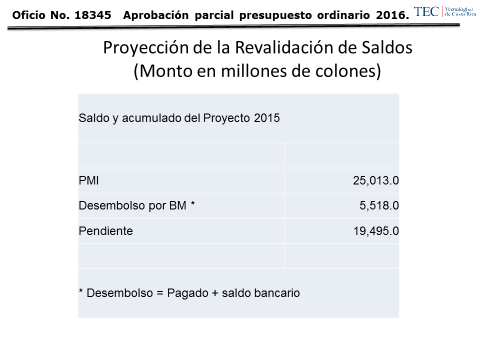 Oficio No. 18345 Aprobación parcial presupuesto ordinario 2016.
TEC Tecnológico de Costa Rica
Proyección de la Revalidación de Saldos
(Monto en millones de colones)
Saldo y acumulado del Proyecto 2015
PMI 25,013.0
Desembolso por BM * 5,518.0
Pendiente 19,495.0
* Desembolso = Pagado + saldo bancario